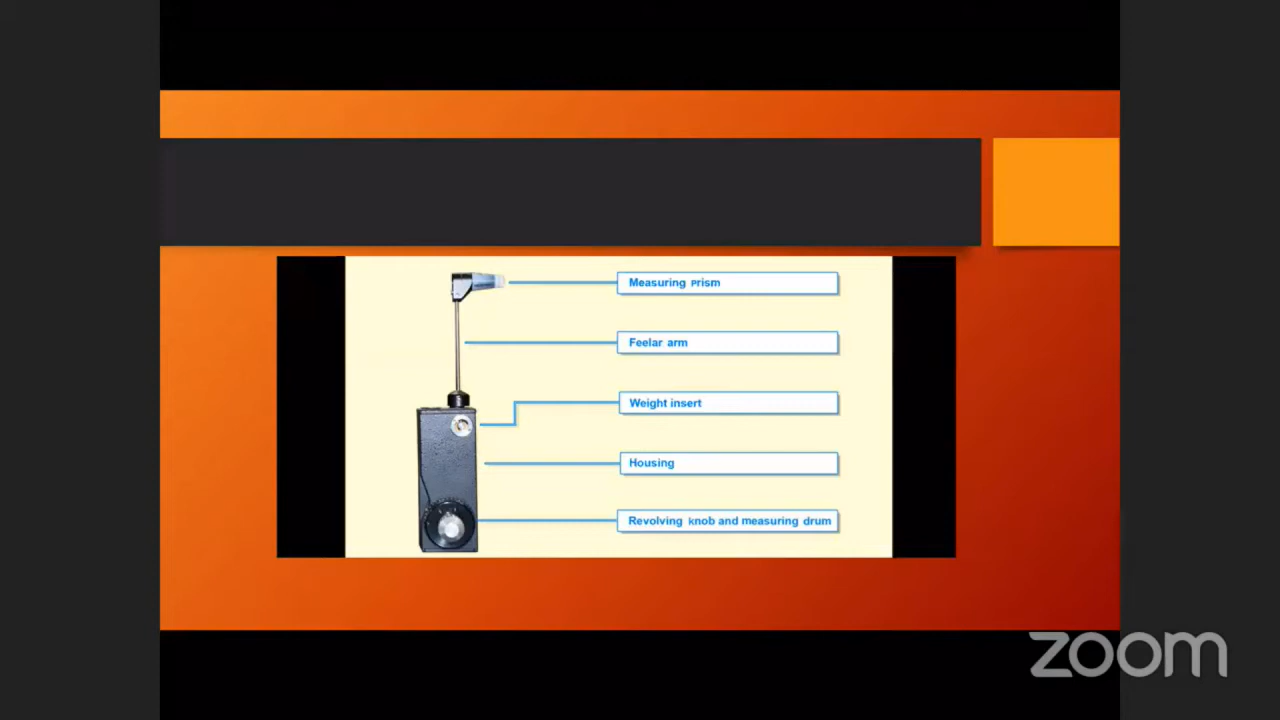 Measuring Prism
Feelar arm
Weight insert
Housing
Revolving knob and measuring drum
zoom